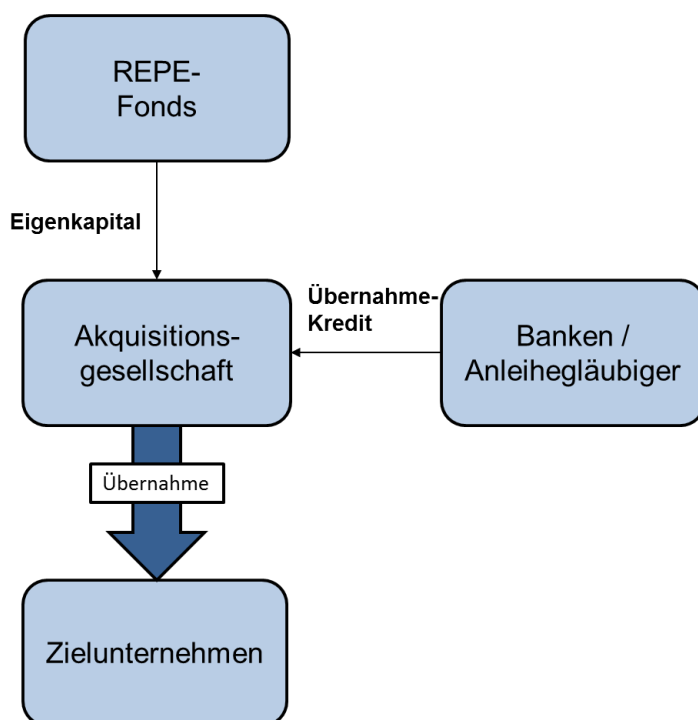 REPE-
Fonds
Eigenkapital
Akquisitions-
gesellschaft
Übernahme-
Kredit
Banken /
Anleihegläubiger
Übernahme
Zielunternehmen